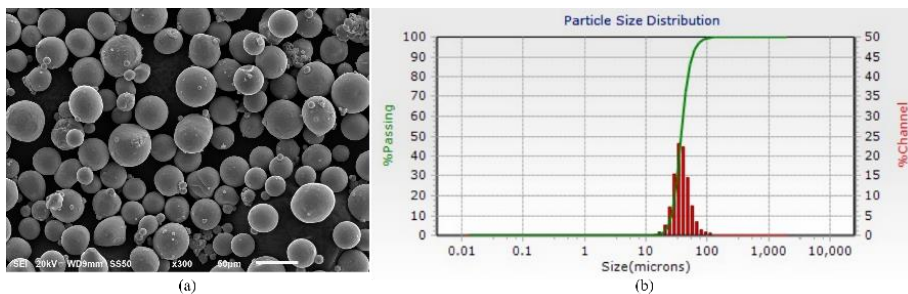 SEI 20kV WD9mm SS50 x300 50µm
(a)
Particle Size Distribution
%Passing
100
90
80
70
60
50
40
30
20
10
0
50
45
40
35
30
25
20
15
10
5
0
%Channel
0.01 0.1 1 10 100 1,000 10,000
Size(microns)
(b)